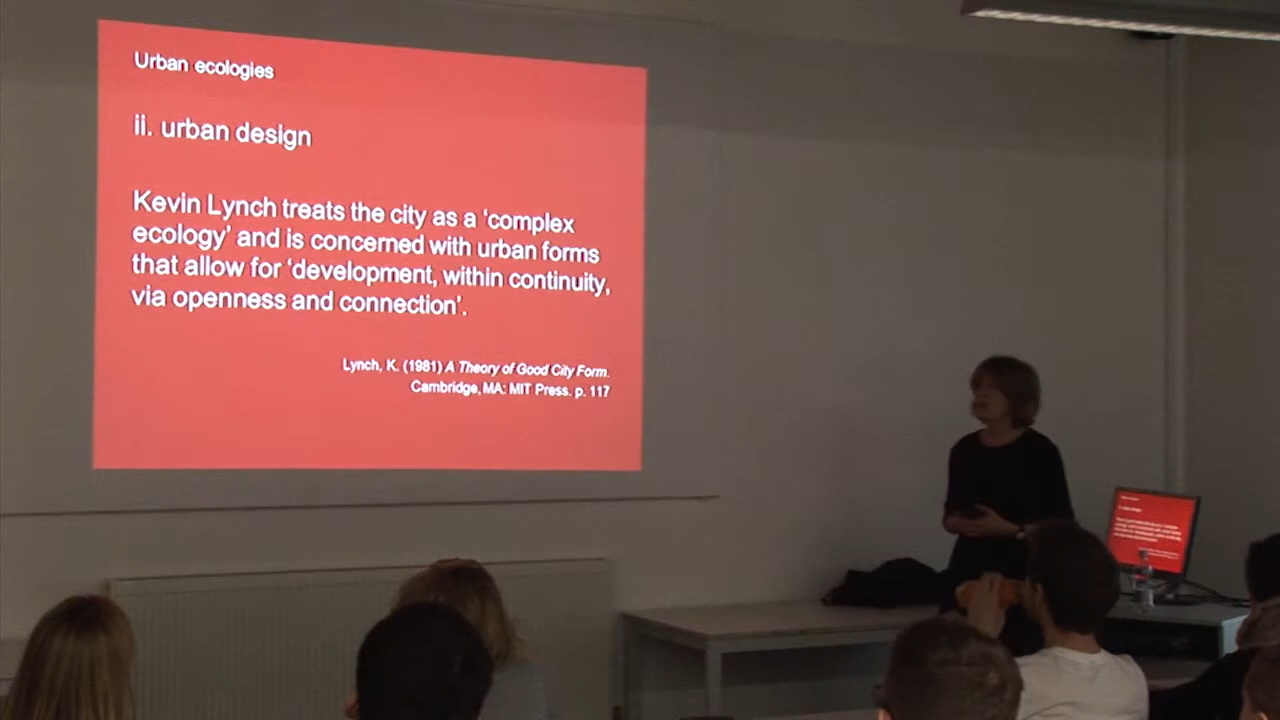 Urban ecologies
ii. urban design
Kevin Lynch treats the city as a ‘complex
ecology’ and is concerned with urban forms
that allow for ‘development, within continuity,
via openness and connection’.
Lynch, K. (1981) A Theory of Good City Form.
Cambridge, MA: MIT Press. p. 117